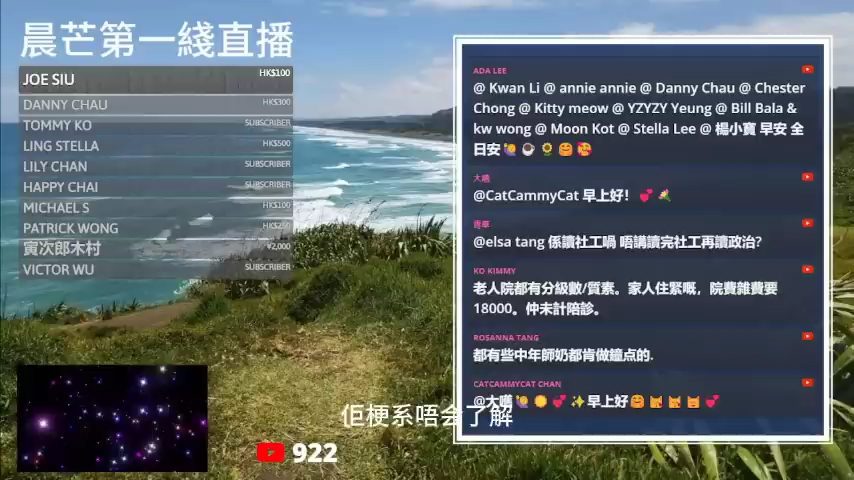 晨芒第一綫直播
JOE SIU HK$100
DANNY CHAU HK$300
TOMMY KO SUBSCRIBER
LING STELLA HK$500
LILY CHAN SUBSCRIBER
HAPPY CHAI SUBSCRIBER
MICHAEL S HK$100
PATRICK WONG HK$250
寅次郎木村 ¥2,000
VICTOR WU SUBSCRIBER
ADA LEE
@ Kwan Li @ annie annie @ Danny Chau @ Chester
Chong @ Kitty meow @ YZYZY Yeung @ Bill Bala &
kw wong @ Moon Kot @ Stella Lee @ 楊小寶 早安 全
日安🙋☕🌻🤗🥰
大嘴
@CatCammyCat 早上好！ 💕💐
@elsa tang 係讀社工喎 唔講讀完社工再讀政治?
KO KIMMY
老人院都有分級數/質素。家人住緊嘅，院費雜費要
18000。仲未計陪診。
ROSANNA TANG
都有些中年師奶都肯做鐘點的.
CATCAMMYCAT CHAN
@大嘴🙋🌞💕✨早上好🤗😺😺😺💕
佢梗系唔会了解
922